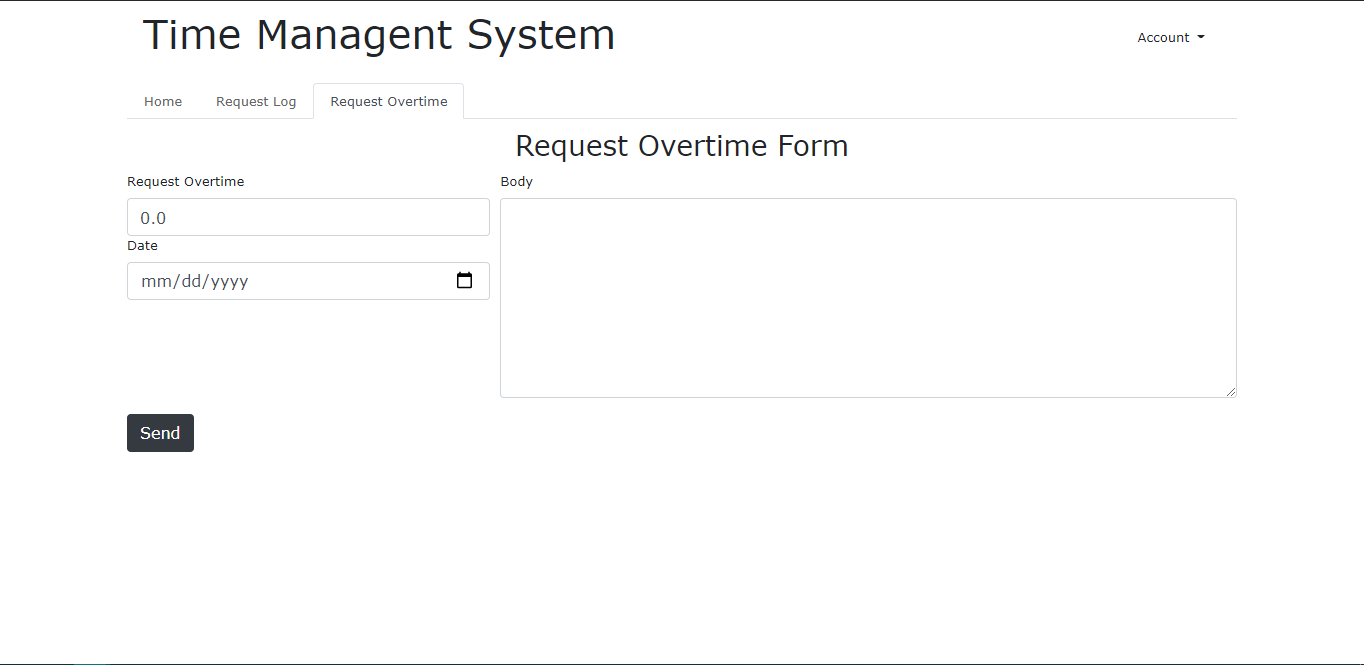 Time Managent System
Account
Home Request Log Request Overtime
Request Overtime Form
Request Overtime Body
0.0
Date
mm/dd/yyyy
Send